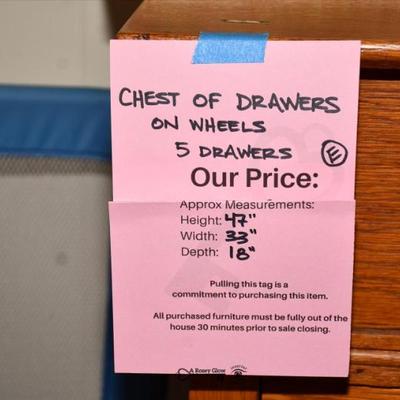 CHEST OF DRAWERS
ON WHEELS
5 DRAWERS E
Our Price:
Approx Measurements:
Height: 47"
Width: 33"
Depth: 18"
Pulling this tag is a
commitment to purchasing this item.
All purchased furniture must be fully out of the
house 30 minutes prior to sale closing.
A Rosey Glow